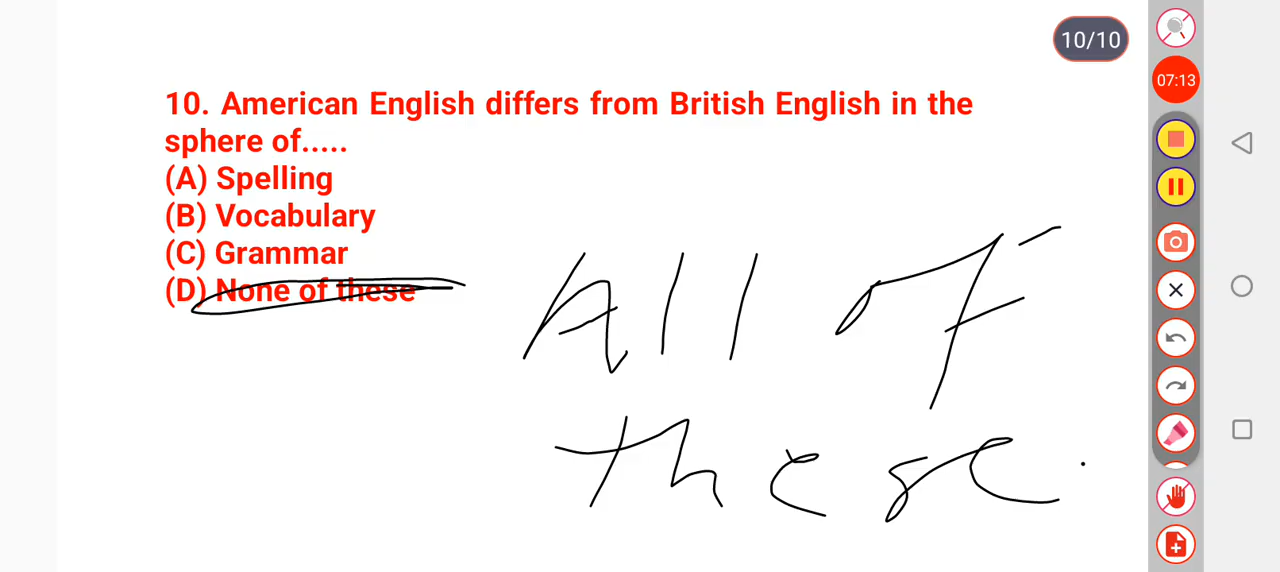 10/10
07:13
10. American English differs from British English in the
sphere of.....
(A) Spelling
(B) Vocabulary
(C) Grammar
(D) None of these
All of
these.